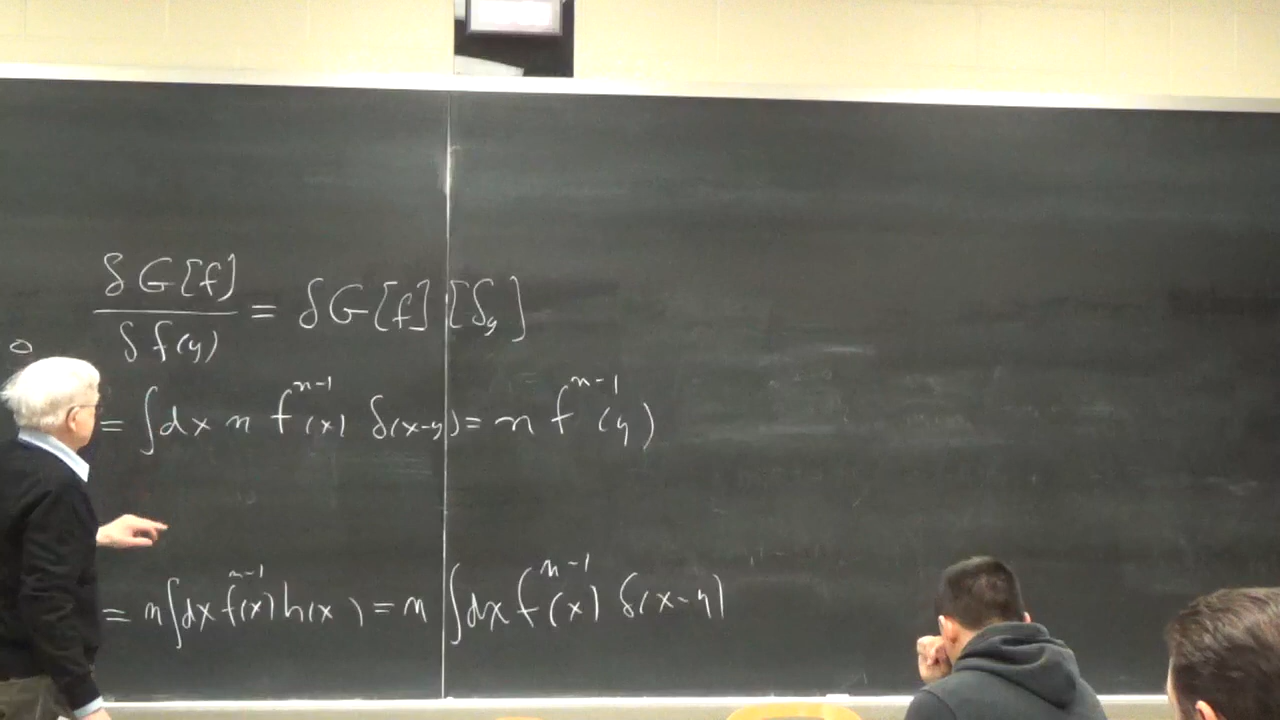 δG[f]/δf(y) = δG[f][δ_y]
= ∫dx n f^{n-1}(x) δ(x-y) = n f^{n-1}(y)
= n∫dx f^{n-1}(x) h(x) = n ∫dx f^{n-1}(x) δ(x-y)